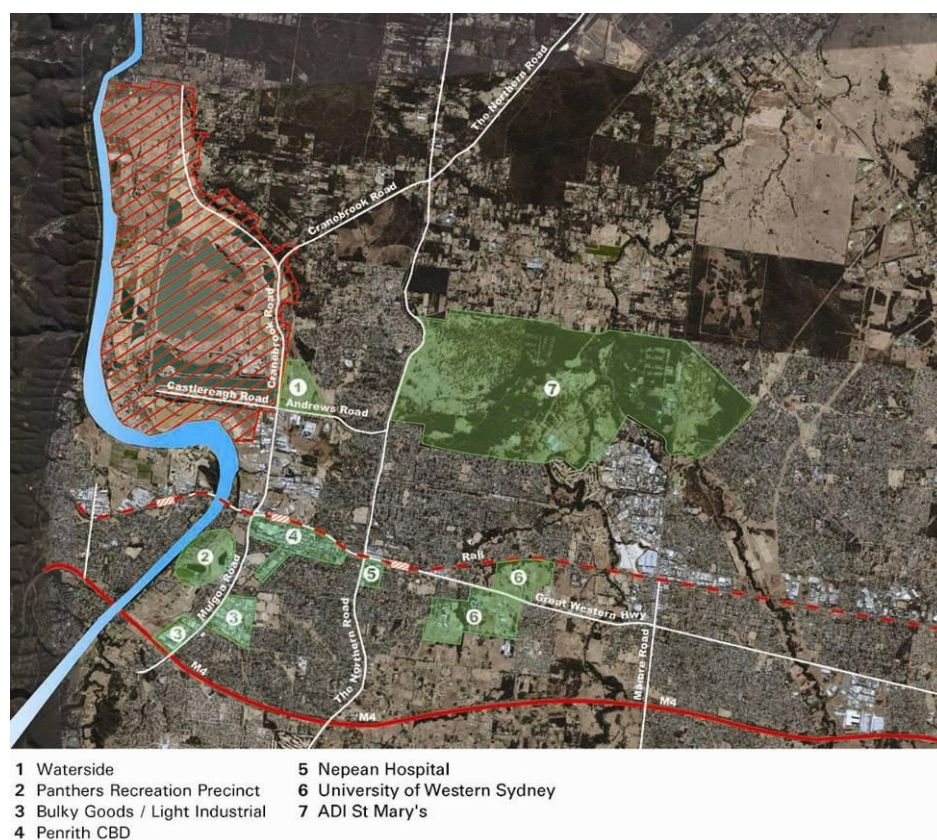 The Northern Road
Cranebrook Road
Cranebrook Road
1
Castlereagh Road
Andrews Road
7
4
2
Rail
5
6
Mulgoa Road
Great Western Hwy
3
6
3
The Northern Road
Mamre Road
M4
M4
M4
1 Waterside
2 Panthers Recreation Precinct
3 Bulky Goods / Light Industrial
4 Penrith CBD
5 Nepean Hospital
6 University of Western Sydney
7 ADI St Mary's